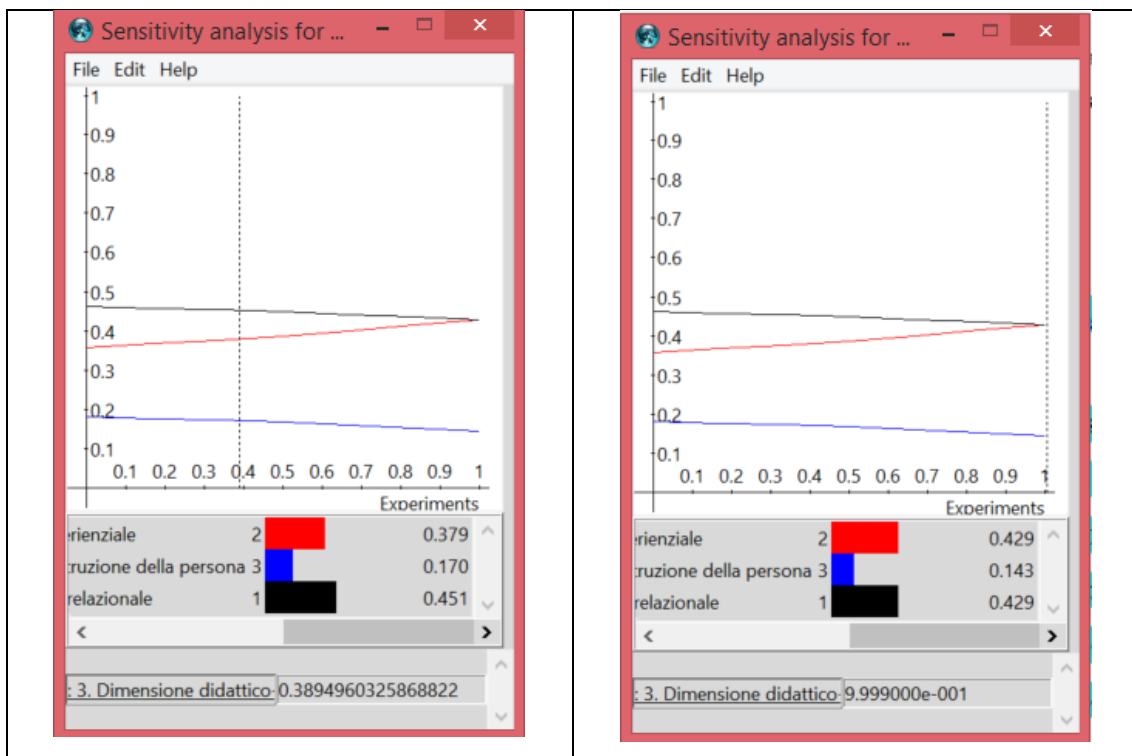 Sensitivity analysis for ...
File Edit Help
1
0.9
0.8
0.7
0.6
0.5
0.4
0.3
0.2
0.1
0.1 0.2 0.3 0.4 0.5 0.6 0.7 0.8 0.9 1
Experiments
erienziale 2 0.379
truzione della persona 3 0.170
relazionale 1 0.451
: 3. Dimensione didattico- 0.3894960325868822
Sensitivity analysis for ...
File Edit Help
1
0.9
0.8
0.7
0.6
0.5
0.4
0.3
0.2
0.1
0.1 0.2 0.3 0.4 0.5 0.6 0.7 0.8 0.9 1
Experiments
rienziale 2 0.429
truzione della persona 3 0.143
relazionale 1 0.429
: 3. Dimensione didattico- 9.999000e-001